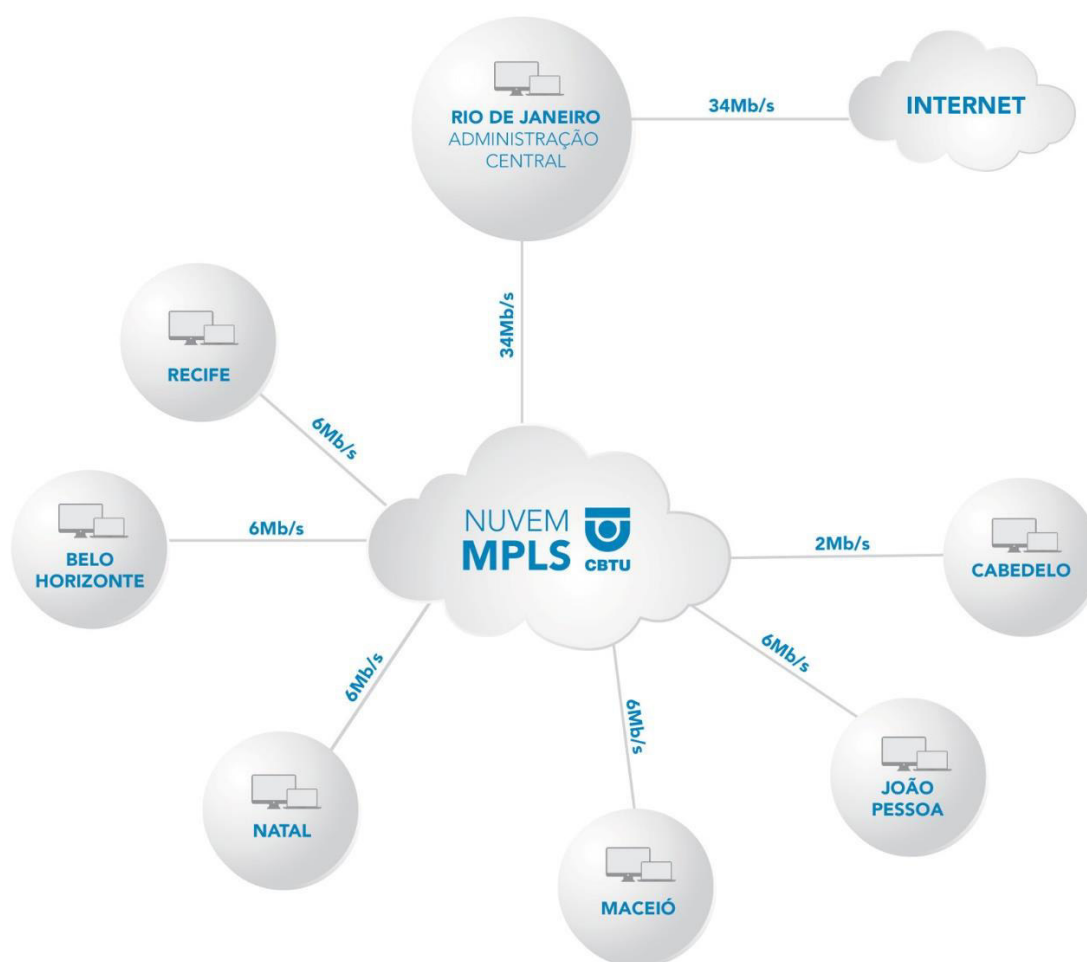 RIO DE JANEIRO
ADMINISTRAÇÃO
CENTRAL
34Mb/s
INTERNET
34Mb/s
RECIFE
6Mb/s
BELO
HORIZONTE
6Mb/s
NUVEM
MPLS
CBTU
2Mb/s
CABEDELO
6Mb/s
NATAL
6Mb/s
MACEIÓ
6Mb/s
JOÃO
PESSOA